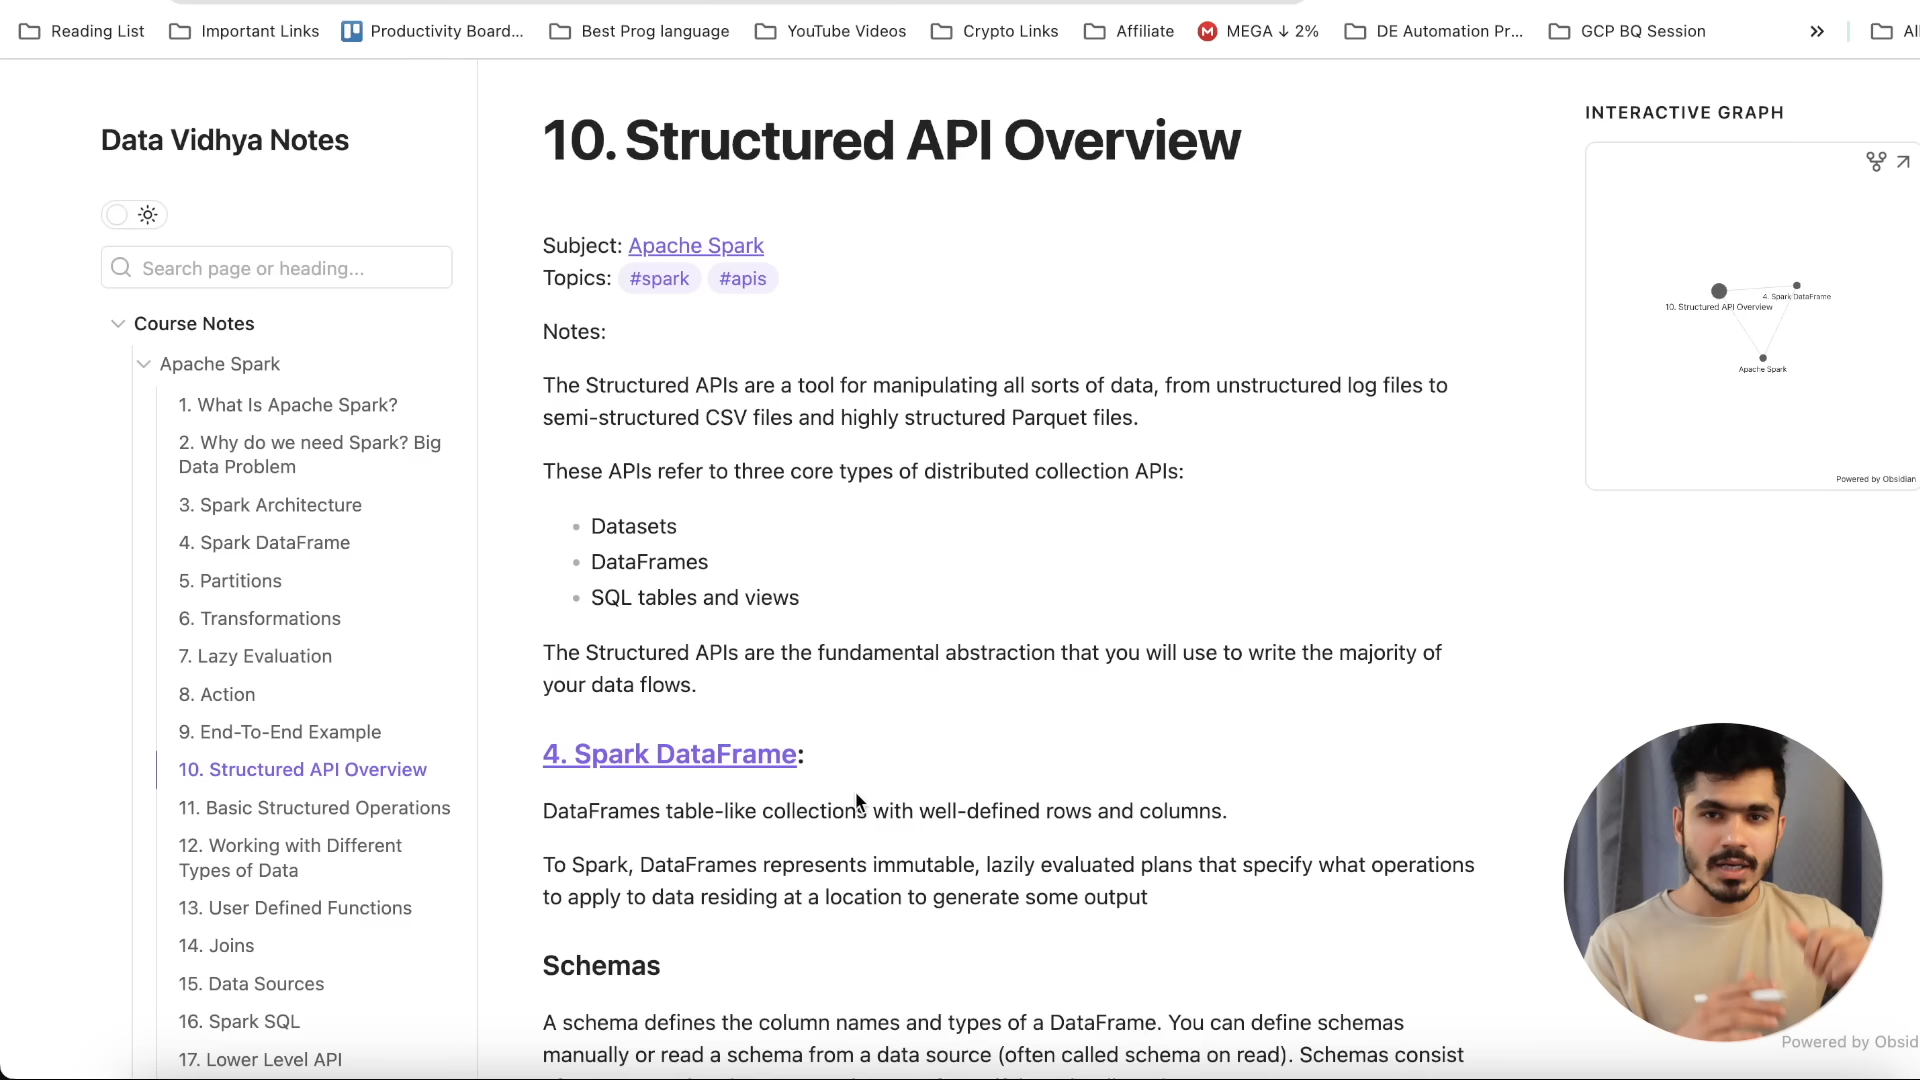 Reading List
Important Links
Productivity Board...
Best Prog language
YouTube Videos
Crypto Links
Affiliate
MEGA ↓ 2%
DE Automation Pr...
GCP BQ Session
»
Data Vidhya Notes
Search page or heading...
Course Notes
Apache Spark
1. What Is Apache Spark?
2. Why do we need Spark? Big
Data Problem
3. Spark Architecture
4. Spark DataFrame
5. Partitions
6. Transformations
7. Lazy Evaluation
8. Action
9. End-To-End Example
10. Structured API Overview
11. Basic Structured Operations
12. Working with Different
Types of Data
13. User Defined Functions
14. Joins
15. Data Sources
16. Spark SQL
17. Lower Level API
10. Structured API Overview
Subject: Apache Spark
Topics: #spark #apis
Notes:
The Structured APIs are a tool for manipulating all sorts of data, from unstructured log files to
semi-structured CSV files and highly structured Parquet files.
These APIs refer to three core types of distributed collection APIs:
• Datasets
• DataFrames
• SQL tables and views
The Structured APIs are the fundamental abstraction that you will use to write the majority of
your data flows.
4. Spark DataFrame:
DataFrames table-like collections with well-defined rows and columns.
To Spark, DataFrames represents immutable, lazily evaluated plans that specify what operations
to apply to data residing at a location to generate some output
Schemas
A schema defines the column names and types of a DataFrame. You can define schemas
manually or read a schema from a data source (often called schema on read). Schemas consist
INTERACTIVE GRAPH
4. Spark DataFrame
10. Structured API Overview
Apache Spark
Powered by Obsidian
Powered by Obsid